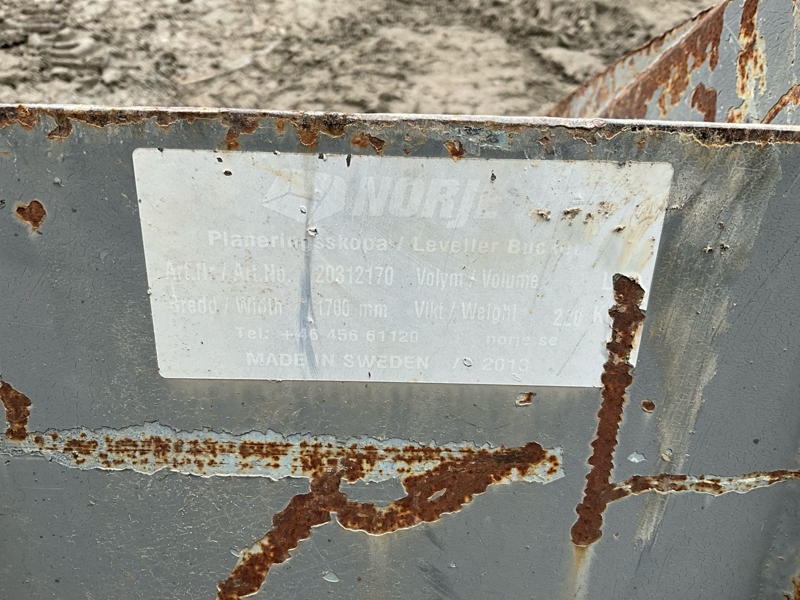 NORJE
Planeringsskopa / Leveller Bucket
Art.Nr. / Art.No. 20312170 Volym / Volume
Bredd / Width 1700 mm Vikt / Weight
Tel: +46 456 61120 norje.se
MADE IN SWEDEN / 2013